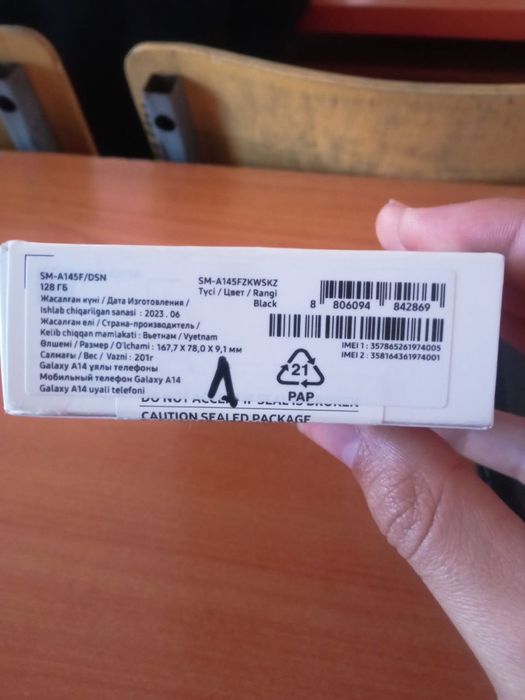 SM-A145F/DSN
128 ГБ
Жасалған күні / Дата Изготовления /
Ishlab chiqarilgan sanasi : 2023 . 06
Жасалған елі / Страна-производитель /
Kelib chiqqan mamlakati : Вьетнам / Vyetnam
Өлшемі / Размер / O'lchami : 167,7 X 78,0 X 9,1 мм
Салмағы / Вес / Vazni : 201г
Galaxy A14 ұялы телефоны
Мобильный телефон Galaxy A14
Galaxy A14 uyali telefoni
SM-A145FZKWSKZ
Түсі / Цвет / Rangi
Black
8 806094 842869
IMEI 1 : 357865261974005
IMEI 2 : 358164361974001
21
PAP
DO NOT ACCEPT IF SEAL IS BROKEN
CAUTION SEALED PACKAGE